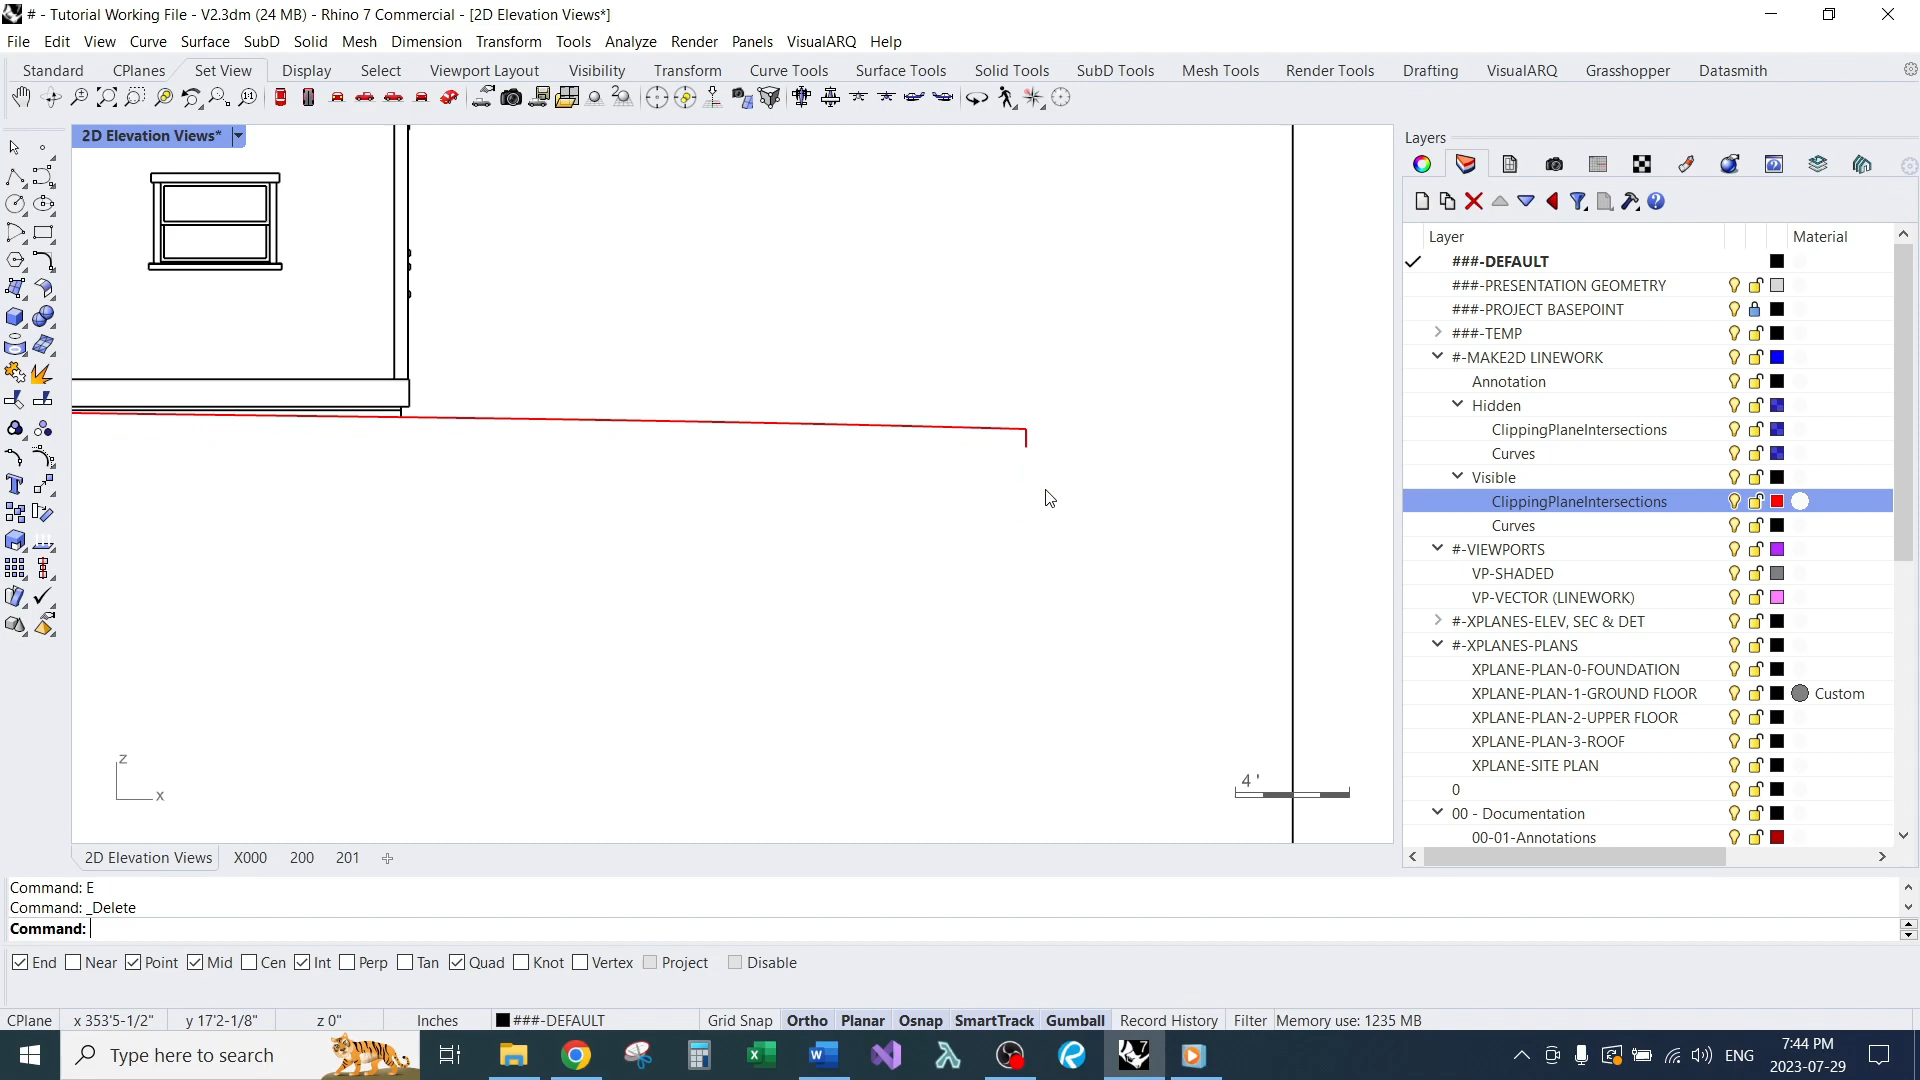 # - Tutorial Working File - V2.3dm (24 MB) - Rhino 7 Commercial - [2D Elevation Views*]
File Edit View Curve Surface SubD Solid Mesh Dimension Transform Tools Analyze Render Panels VisualARQ Help
Standard CPlanes Set View Display Select Viewport Layout Visibility Transform Curve Tools Surface Tools Solid Tools SubD Tools Mesh Tools Render Tools Drafting VisualARQ Grasshopper Datasmith
2D Elevation Views*
Layers
Layer Material
###-DEFAULT
###-PRESENTATION GEOMETRY
###-PROJECT BASEPOINT
###-TEMP
#-MAKE2D LINEWORK
Annotation
Hidden
ClippingPlaneIntersections
Curves
Visible
ClippingPlaneIntersections
Curves
#-VIEWPORTS
VP-SHADED
VP-VECTOR (LINEWORK)
#-XPLANES-ELEV, SEC & DET
#-XPLANES-PLANS
XPLANE-PLAN-0-FOUNDATION
XPLANE-PLAN-1-GROUND FLOOR Custom
XPLANE-PLAN-2-UPPER FLOOR
XPLANE-PLAN-3-ROOF
XPLANE-SITE PLAN
0
00 - Documentation
00-01-Annotations
z
x
4 '
2D Elevation Views X000 200 201
Command: E
Command: _Delete
Command:
End Near Point Mid Cen Int Perp Tan Quad Knot Vertex Project Disable
CPlane x 353'5-1/2" y 17'2-1/8" z 0" Inches ###-DEFAULT Grid Snap Ortho Planar Osnap SmartTrack Gumball Record History Filter Memory use: 1235 MB
Type here to search
ENG
7:44 PM
2023-07-29